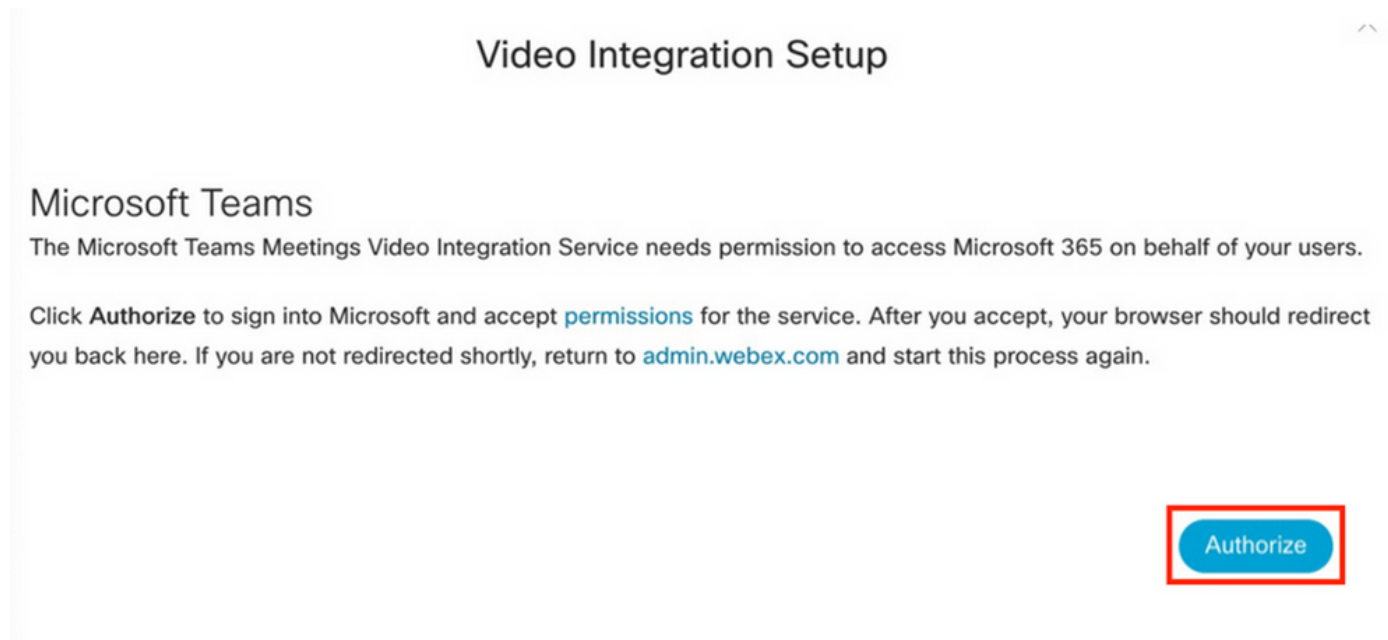 Video Integration Setup
Microsoft Teams
The Microsoft Teams Meetings Video Integration Service needs permission to access Microsoft 365 on behalf of your users.
Click Authorize to sign into Microsoft and accept permissions for the service. After you accept, your browser should redirect
you back here. If you are not redirected shortly, return to admin.webex.com and start this process again.
Authorize